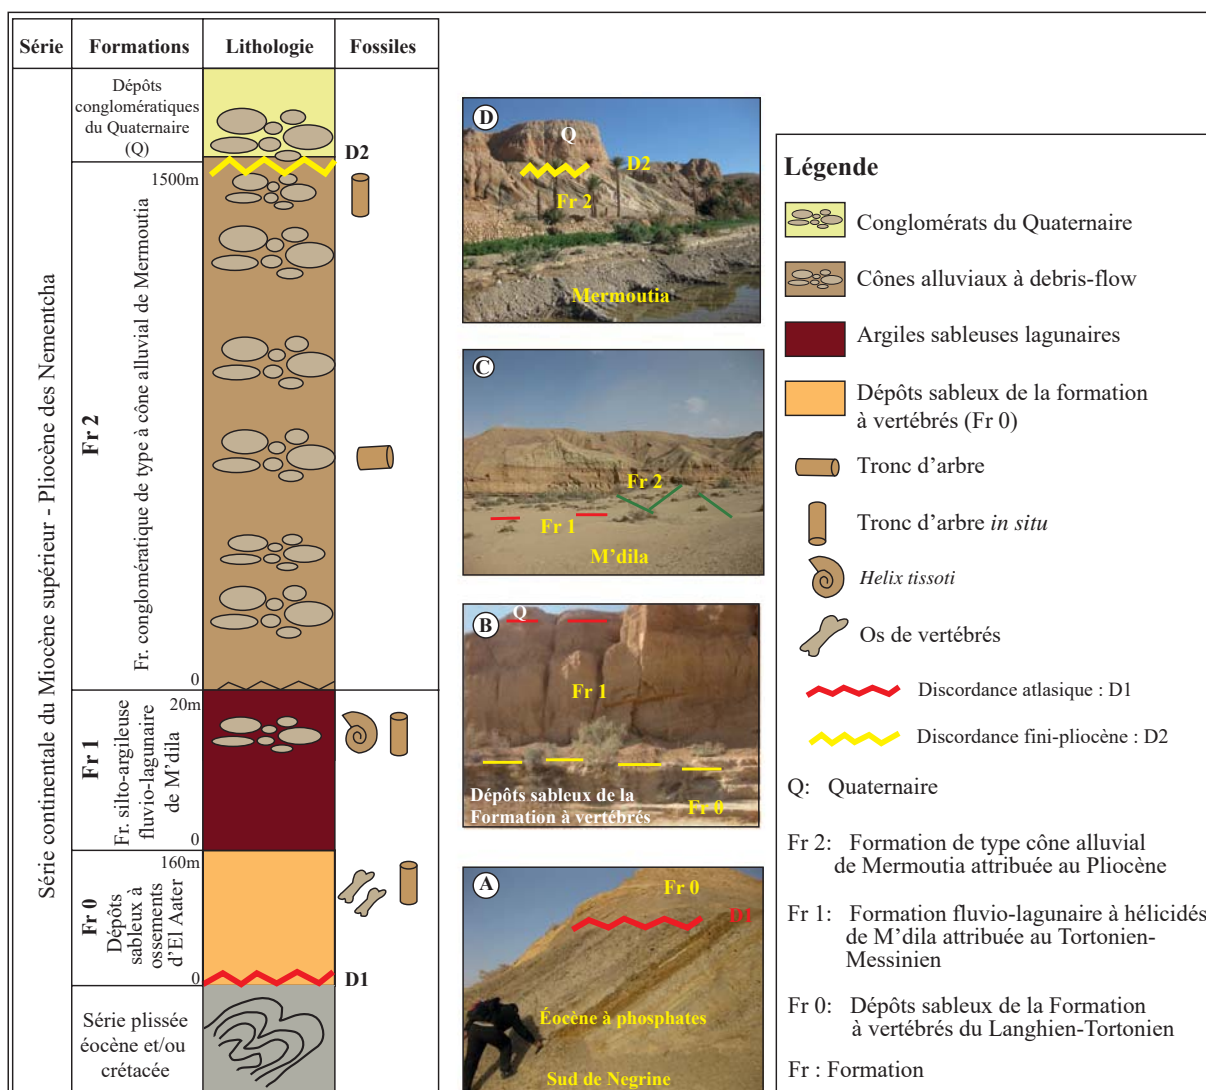 Série
Formations
Lithologie
Fossiles
Série continentale du Miocène supérieur - Pliocène des Nementcha
Dépôts
conglomératiques
du Quaternaire
(Q)
D2
1500m
Fr 2
Fr. conglomératique de type à cône alluvial de Mermoutia
0
20m
Fr 1
Fr. silto-argileuse
fluvio-lagunaire
de M’dila
0
160m
Fr 0
Dépôts
sableux à
ossements
d’El Aater
0
D1
Série plissée
éocène et/ou
crétacée
D
Q
D2
Fr 2
Mermoutia
C
Fr 2
Fr 1
M’dila
B
Q
Fr 1
Dépôts sableux de la
Formation à vertébrés
Fr 0
A
Fr 0
D1
Éocène à phosphates
Sud de Negrine
Légende
Conglomérats du Quaternaire
Cônes alluviaux à debris-flow
Argiles sableuses lagunaires
Dépôts sableux de la formation
à vertébrés (Fr 0)
Tronc d’arbre
Tronc d’arbre in situ
Helix tissoti
Os de vertébrés
Discordance atlasique : D1
Discordance fini-pliocène : D2
Q: Quaternaire
Fr 2: Formation de type cône alluvial
de Mermoutia attribuée au Pliocène
Fr 1: Formation fluvio-lagunaire à hélicidés
de M’dila attribuée au Tortonien-
Messinien
Fr 0: Dépôts sableux de la Formation
à vertébrés du Langhien-Tortonien
Fr : Formation